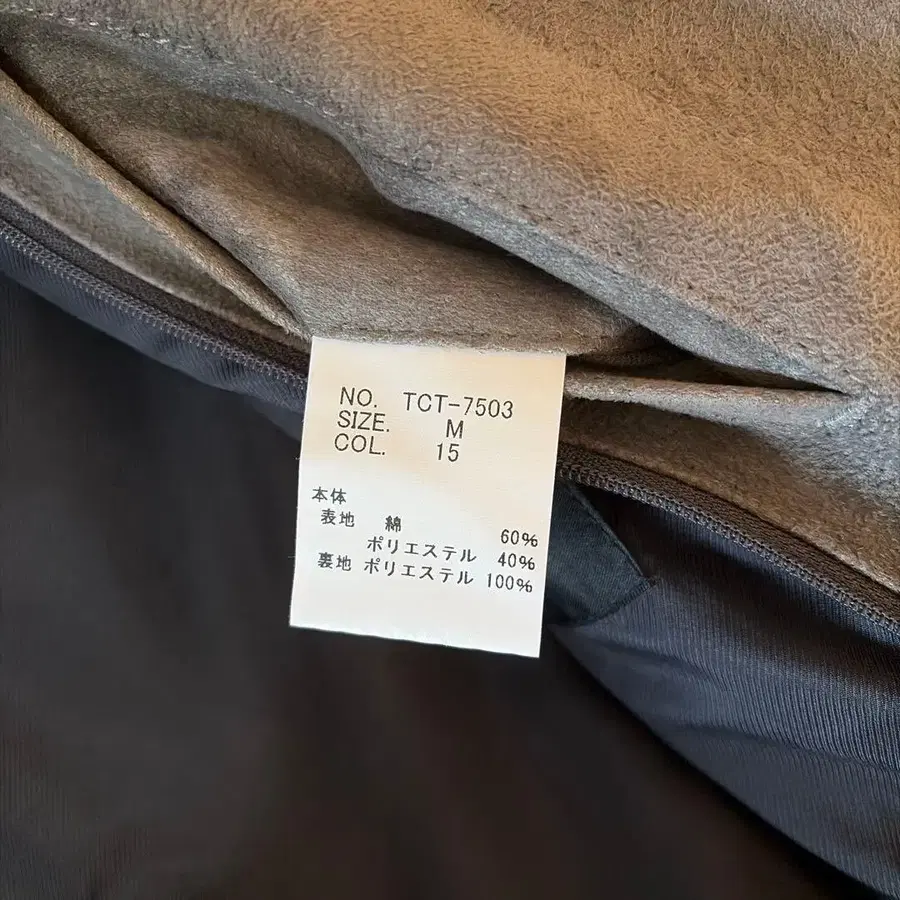 NO. TCT-7503
SIZE. M
COL. 15
本体
表地 綿 60%
ポリエステル 40%
裏地 ポリエステル 100%